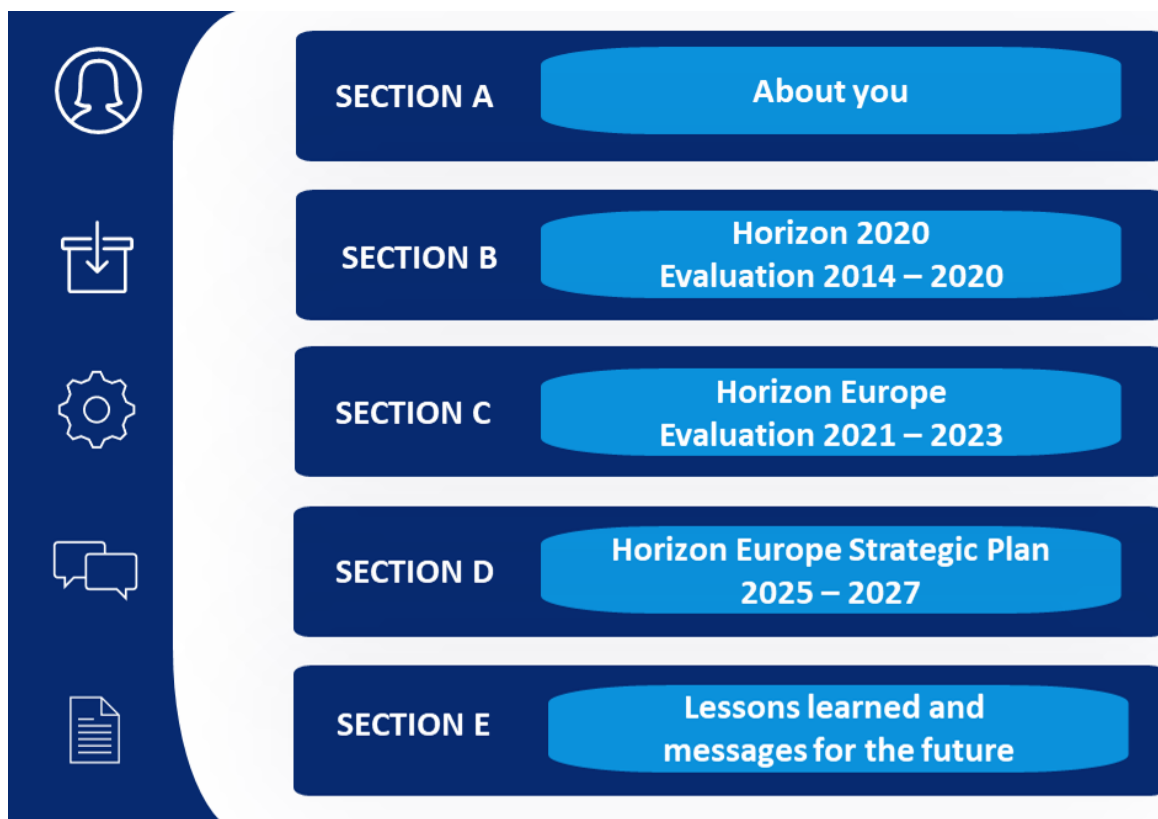 SECTION A
About you
SECTION B
Horizon 2020
Evaluation 2014 – 2020
SECTION C
Horizon Europe
Evaluation 2021 – 2023
SECTION D
Horizon Europe Strategic Plan
2025 – 2027
SECTION E
Lessons learned and
messages for the future